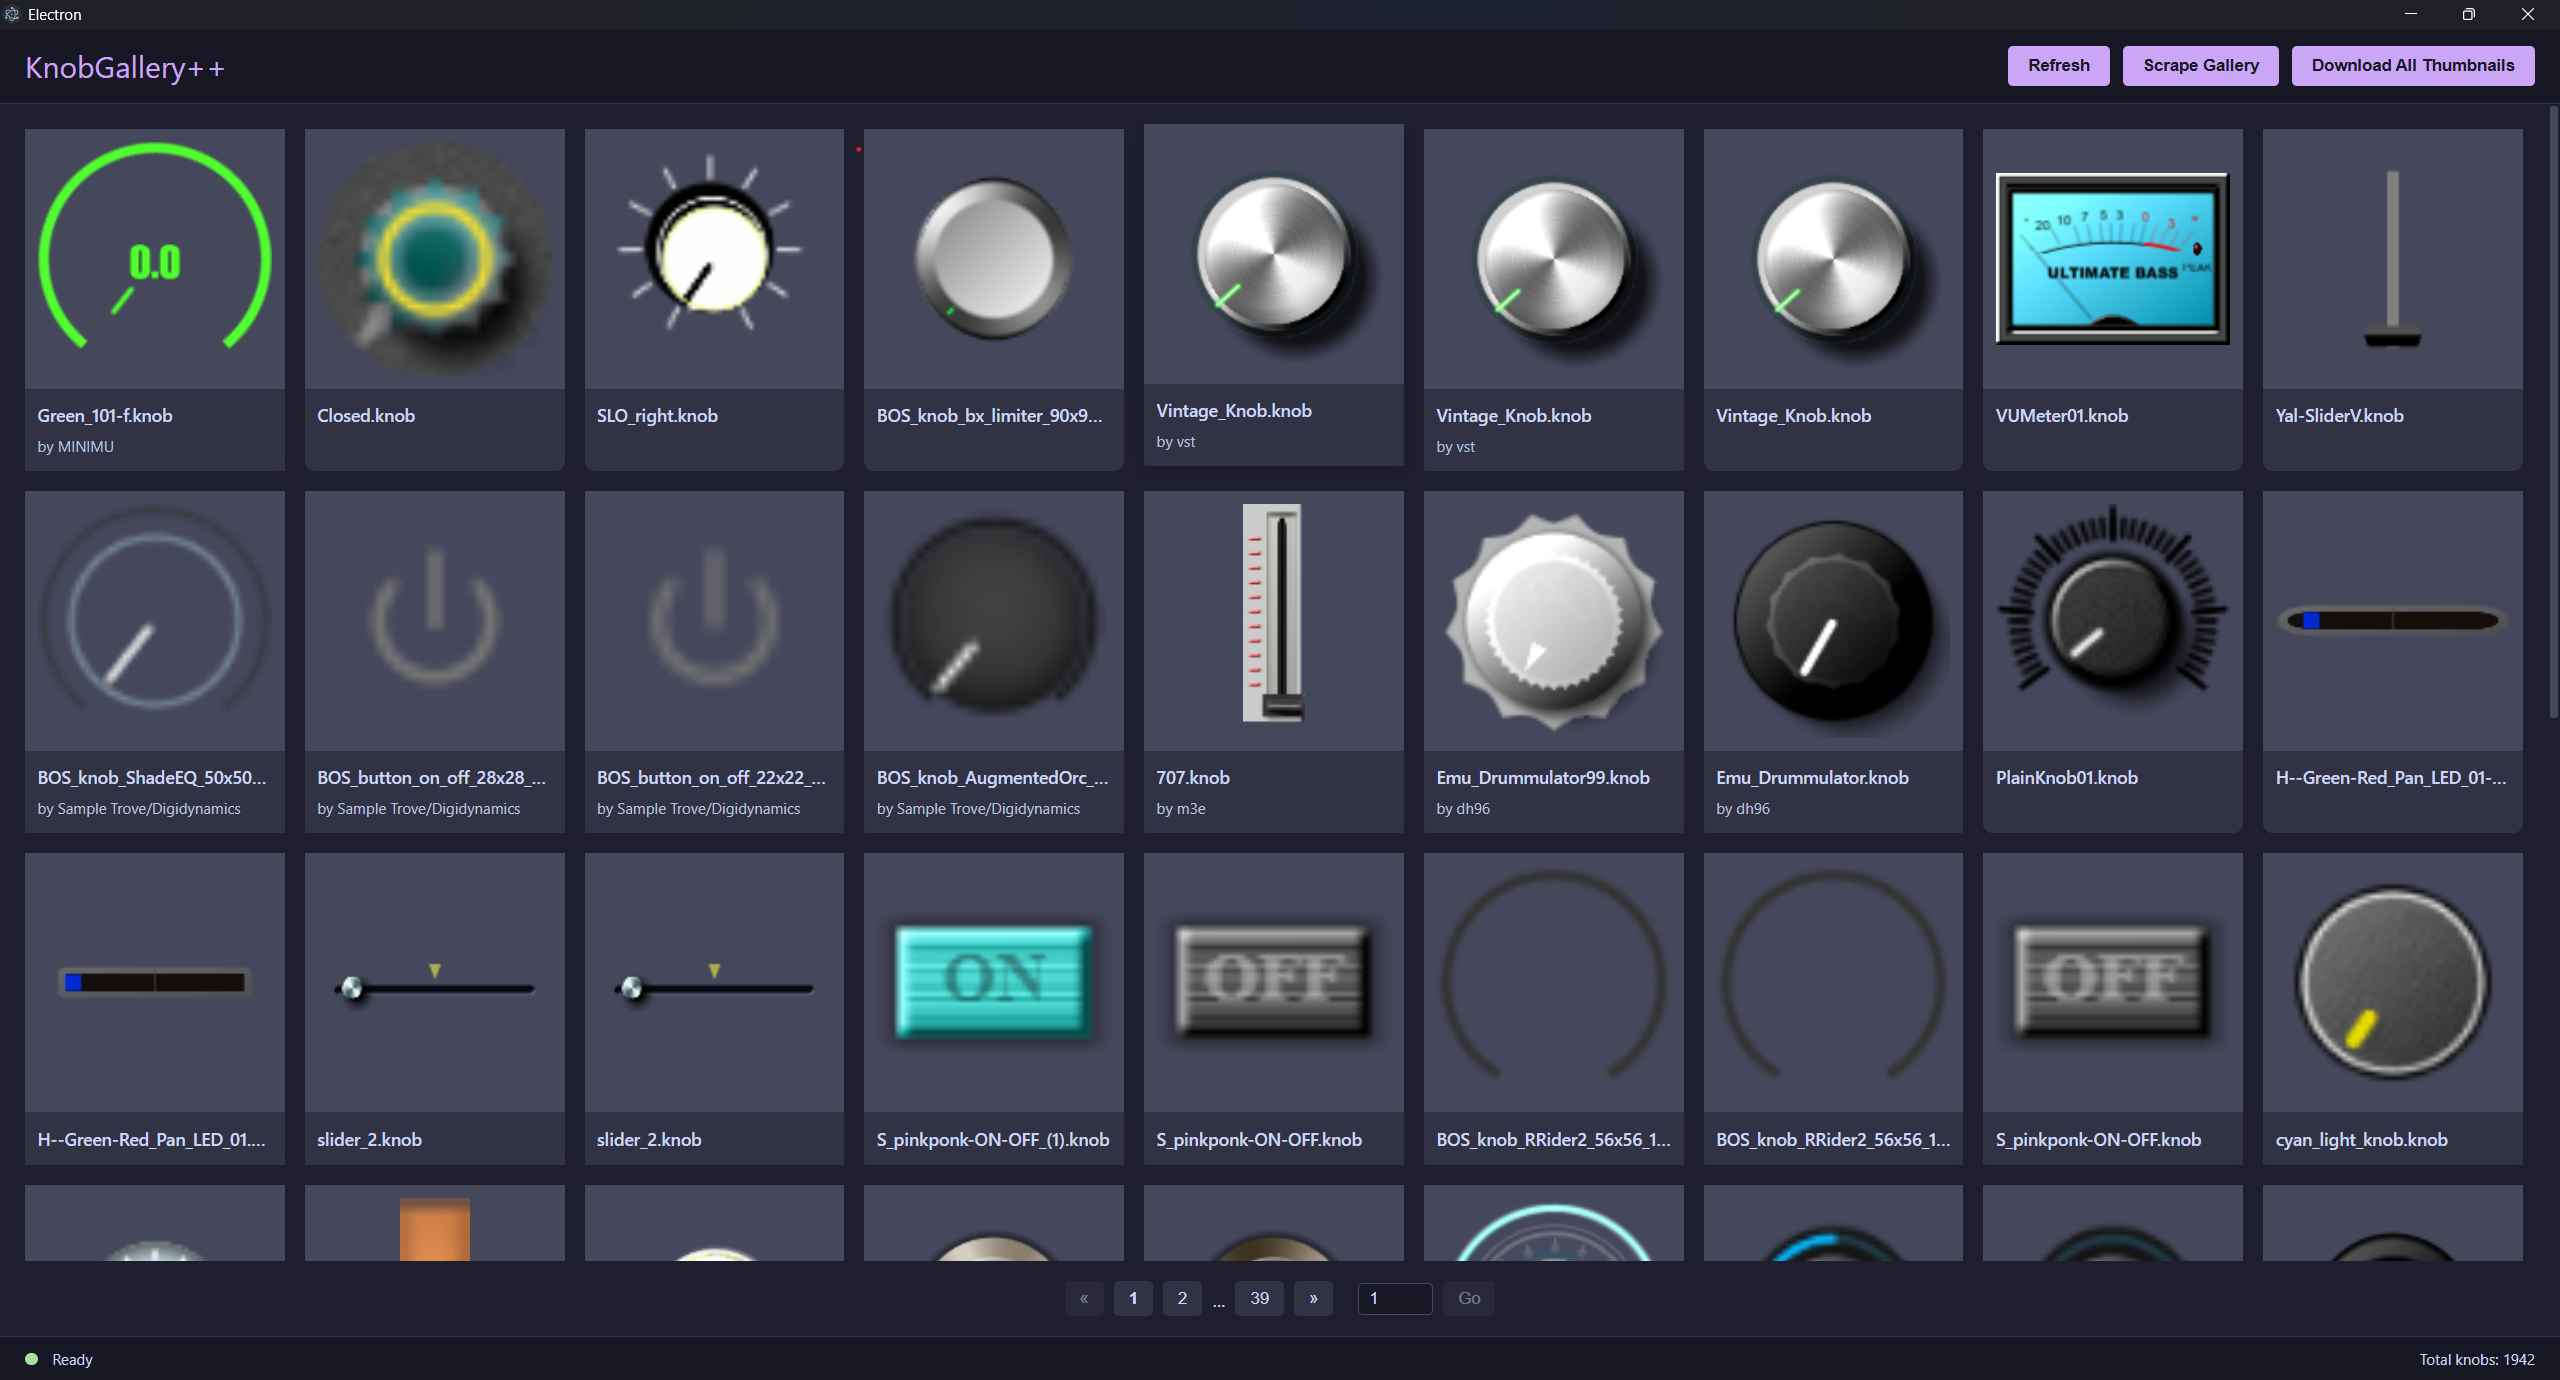 Electron
KnobGallery++
Refresh
Scrape Gallery
Download All Thumbnails
0.0
20 10 7 5 3 0 3 +
ULTIMATE BASS
PEAK
Green_101-f.knob
by MINIMU
Closed.knob
SLO_right.knob
BOS_knob_bx_limiter_90x9...
Vintage_Knob.knob
by vst
Vintage_Knob.knob
by vst
Vintage_Knob.knob
VUMeter01.knob
Yal-SliderV.knob
BOS_knob_ShadeEQ_50x50...
by Sample Trove/Digidynamics
BOS_button_on_off_28x28_...
by Sample Trove/Digidynamics
BOS_button_on_off_22x22_...
by Sample Trove/Digidynamics
BOS_knob_AugmentedOrc_...
by Sample Trove/Digidynamics
707.knob
by m3e
Emu_Drummulator99.knob
by dh96
Emu_Drummulator.knob
by dh96
PlainKnob01.knob
H--Green-Red_Pan_LED_01-...
ON
OFF
OFF
H--Green-Red_Pan_LED_01....
slider_2.knob
slider_2.knob
S_pinkponk-ON-OFF_(1).knob
S_pinkponk-ON-OFF.knob
BOS_knob_RRider2_56x56_1...
BOS_knob_RRider2_56x56_1...
S_pinkponk-ON-OFF.knob
cyan_light_knob.knob
« 1 2 ... 39 » 1 Go
Ready
Total knobs: 1942